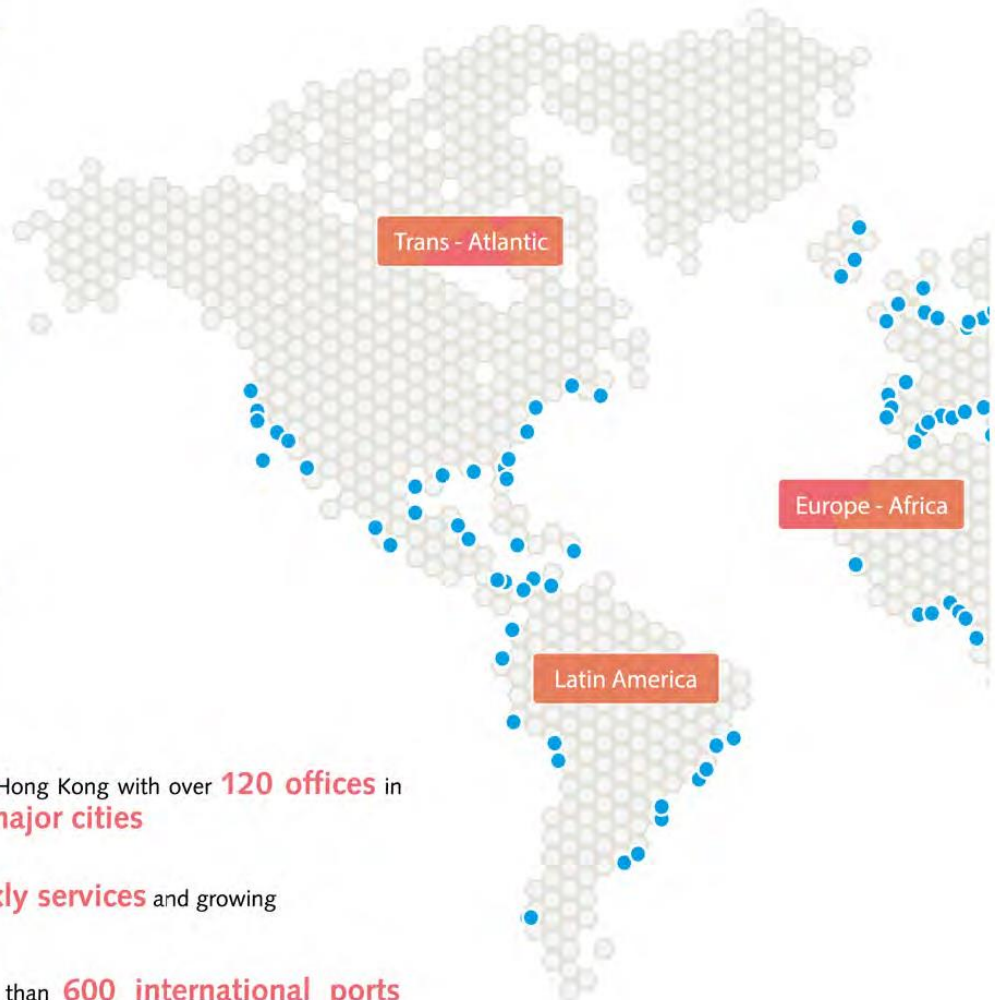 Trans - Atlantic
Europe - Africa
Latin America
Hong Kong with over 120 offices in
major cities
kly services and growing
than 600 international ports